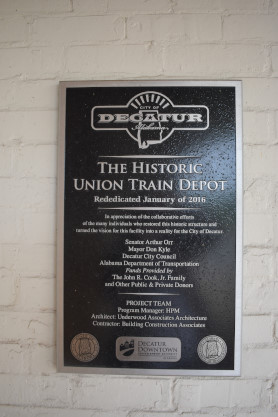 CITY OF
DECATUR
Alabama
THE HISTORIC
UNION TRAIN DEPOT
Rededicated January of 2016
In appreciation of the collaborative efforts
of the many individuals who restored this historic structure and
turned the vision for this facility into a reality for the City of Decatur.
Senator Arthur Orr
Mayor Don Kyle
Decatur City Council
Alabama Department of Transportation
Funds Provided by
The John R. Cook, Jr. Family
and Other Public & Private Donors
PROJECT TEAM
Program Manager: HPM
Architect: Underwood Associates Architecture
Contractor: Building Construction Associates
DECATUR
DOWNTOWN